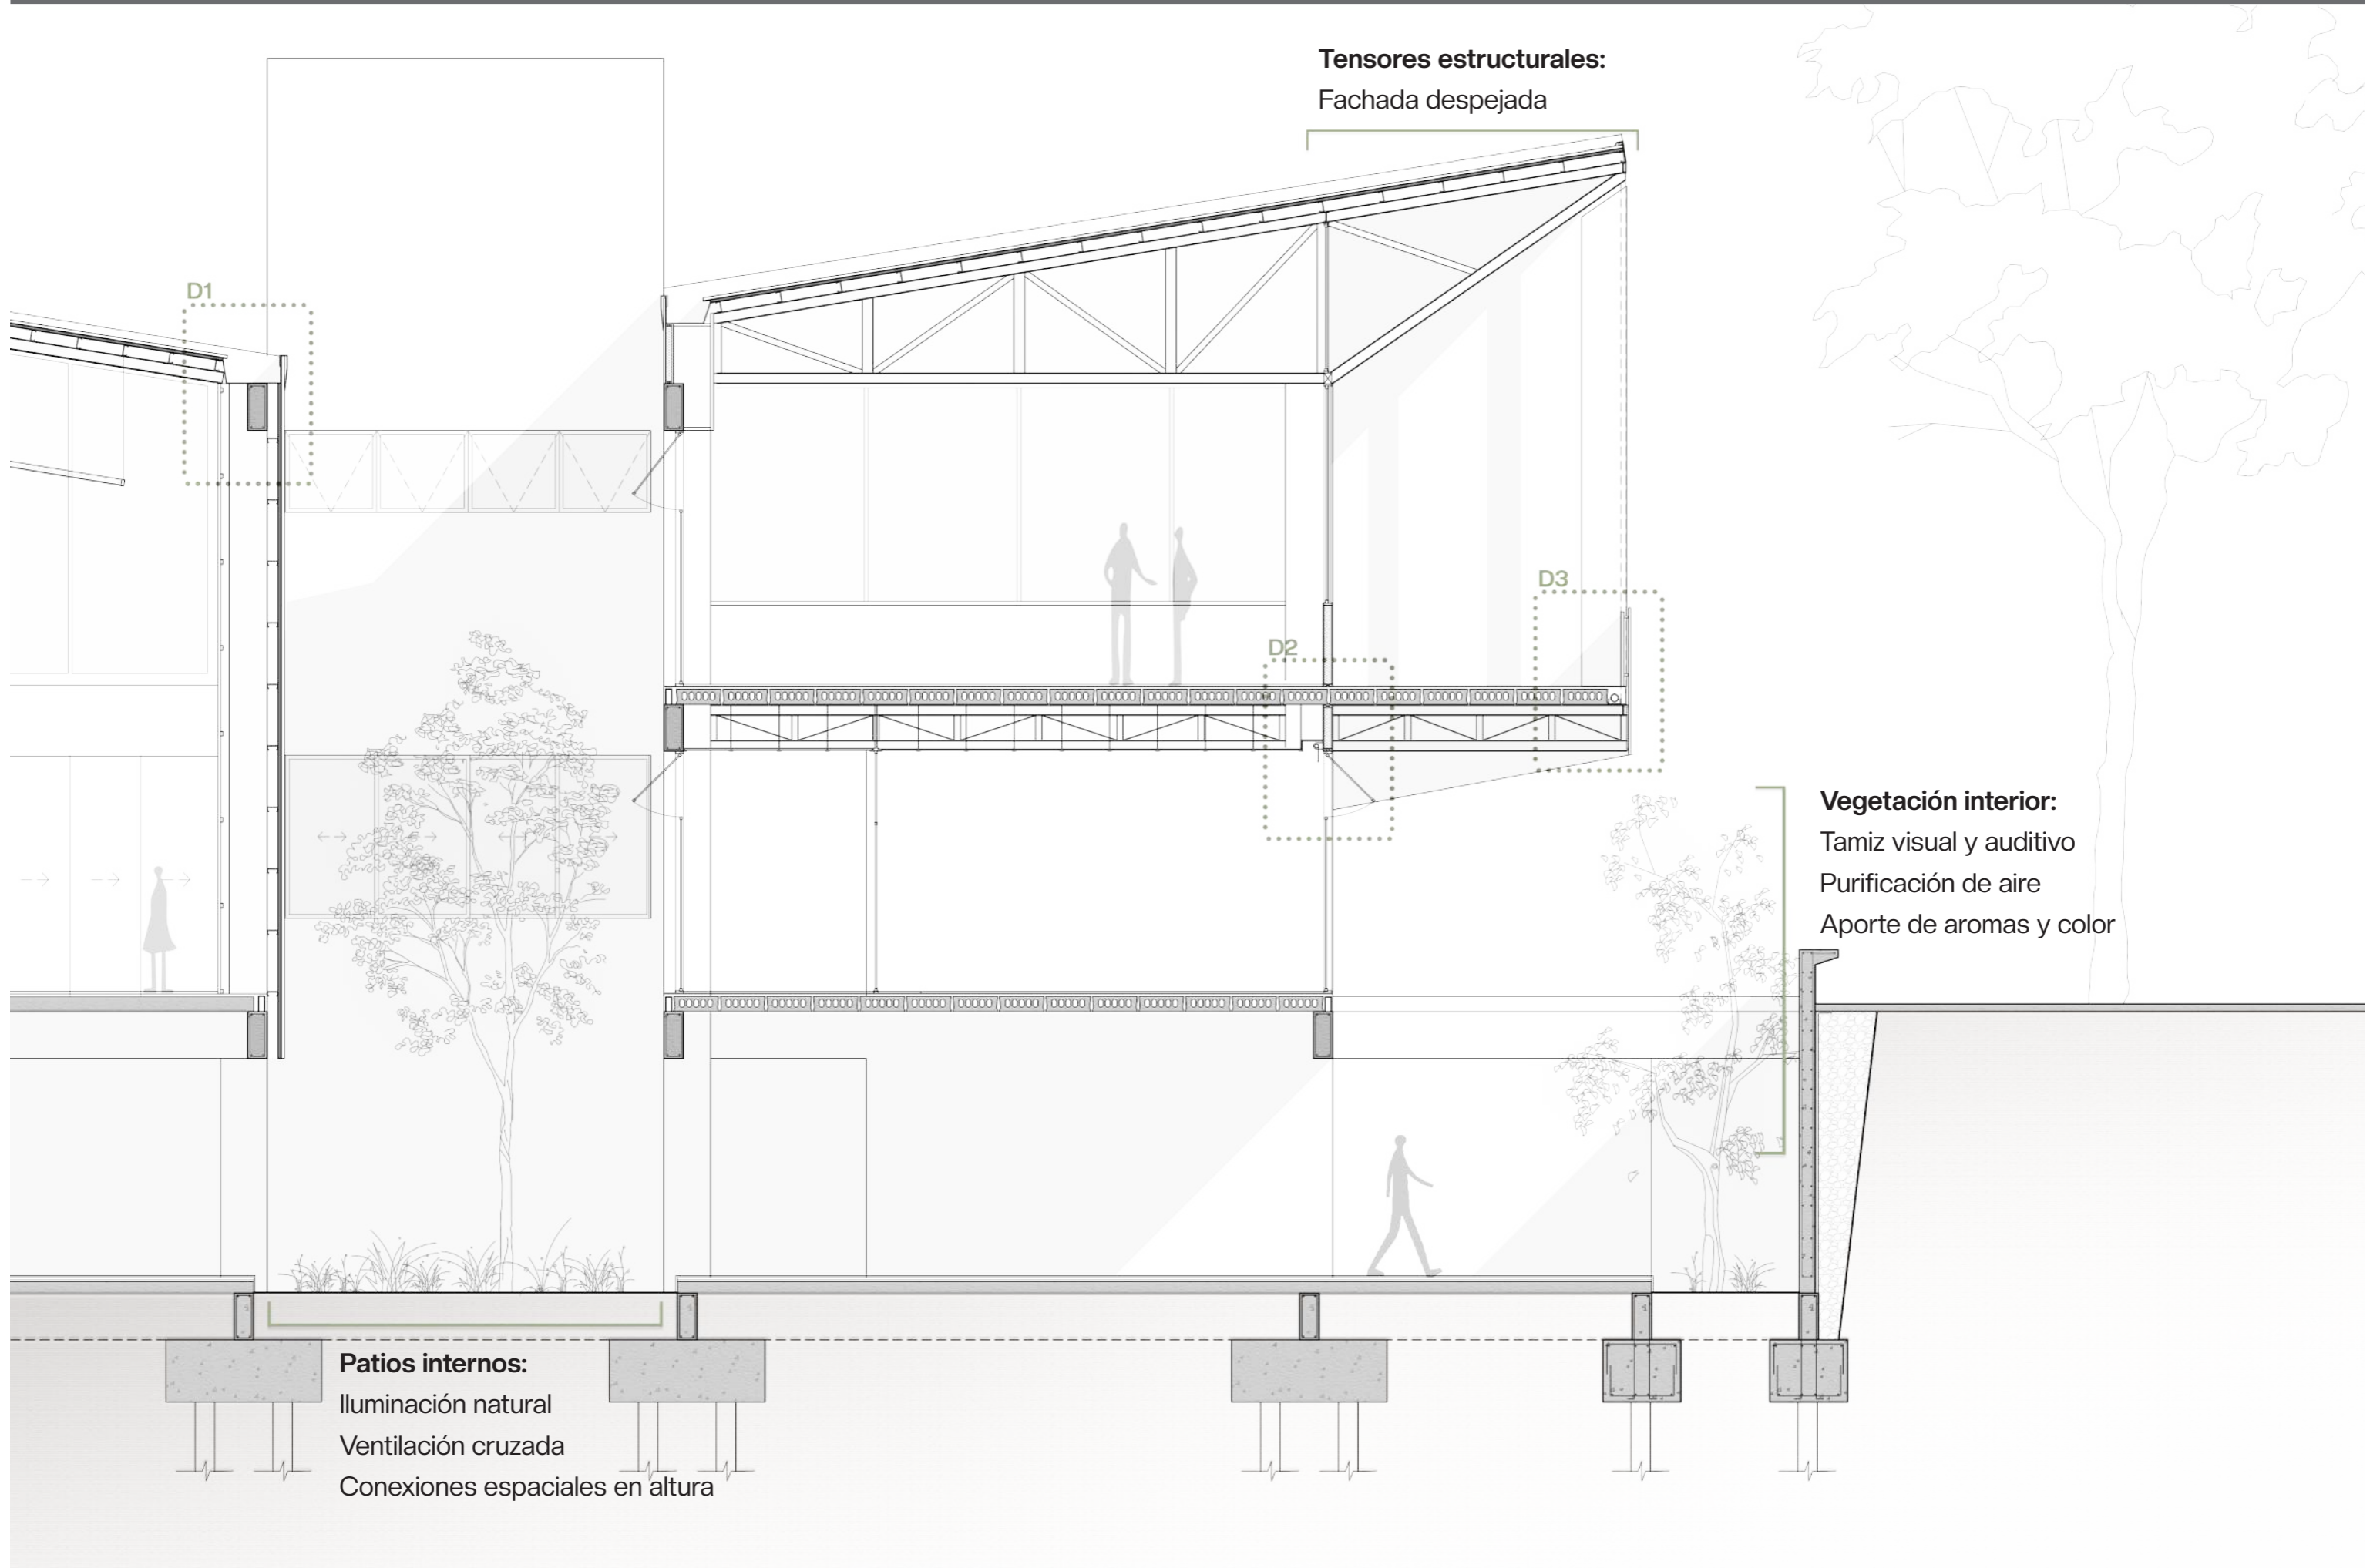 Tensores estructurales:
Fachada despejada
D1
D3
D2
Vegetación interior:
Tamiz visual y auditivo
Purificación de aire
Aporte de aromas y color
Patios internos:
Iluminación natural
Ventilación cruzada
Conexiones espaciales en altura